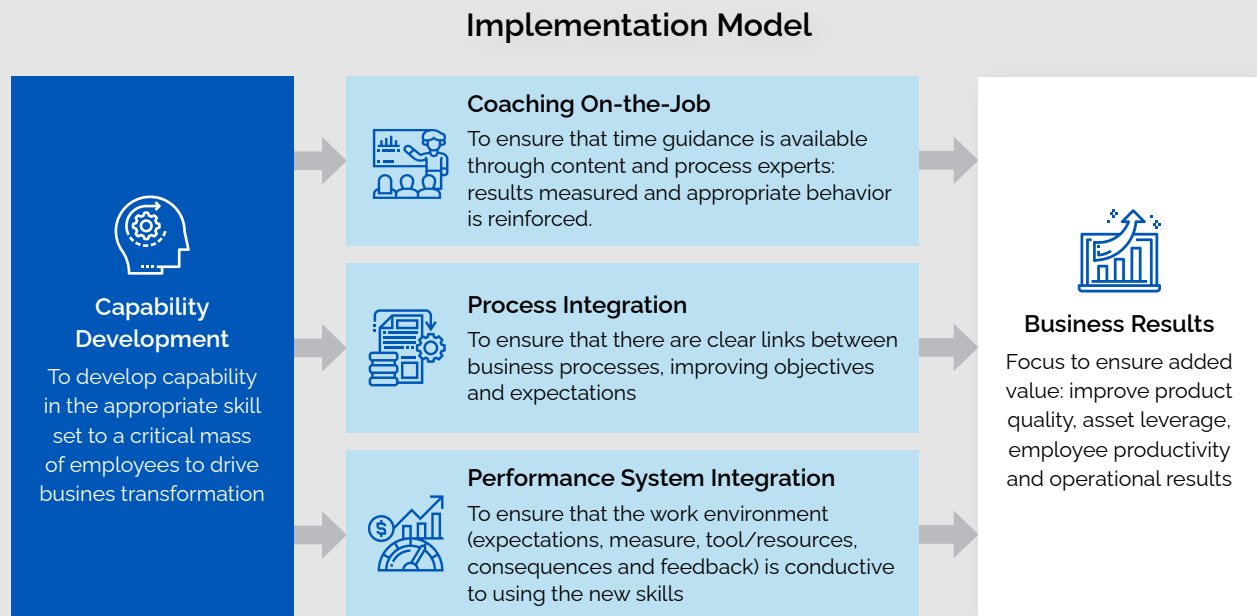 Implementation Model
Capability
Development
To develop capability
in the appropriate skill
set to a critical mass
of employees to drive
busines transformation
Coaching On-the-Job
To ensure that time guidance is available
through content and process experts:
results measured and appropriate behavior
is reinforced.
Process Integration
To ensure that there are clear links between
business processes, improving objectives
and expectations
Performance System Integration
To ensure that the work environment
(expectations, measure, tool/resources,
consequences and feedback) is conductive
to using the new skills
Business Results
Focus to ensure added
value: improve product
quality, asset leverage,
employee productivity
and operational results